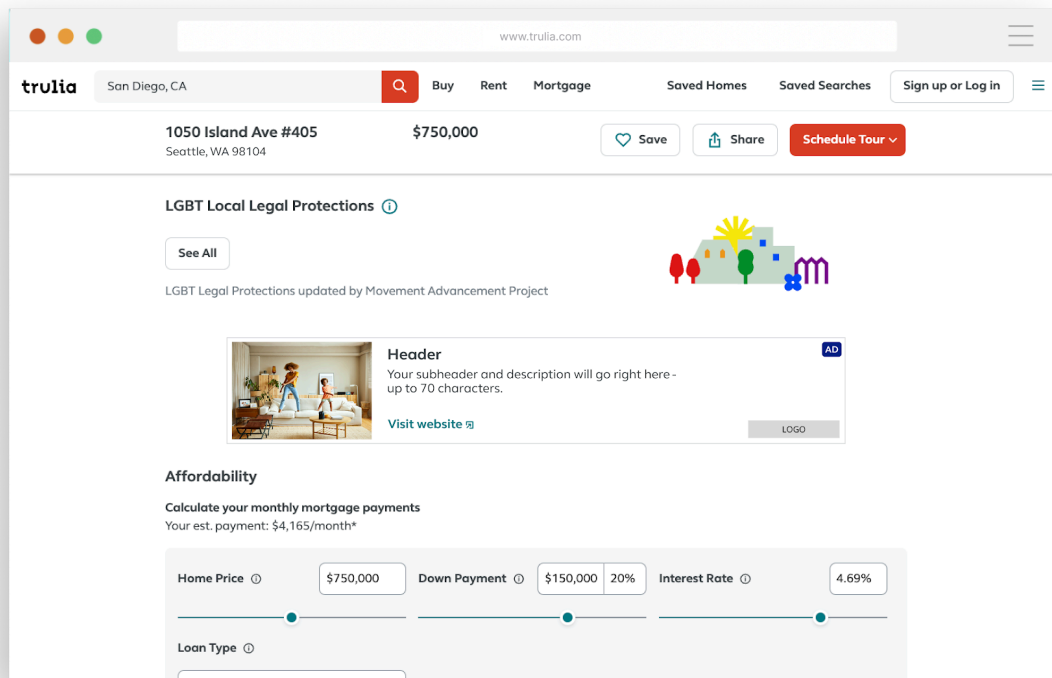 www.trulia.com
trulia
San Diego, CA
Buy
Rent
Mortgage
Saved Homes
Saved Searches
Sign up or Log in
1050 Island Ave #405
$750,000
Save
Share
Schedule Tour
Seattle, WA 98104
LGBT Local Legal Protections
See All
LGBT Legal Protections updated by Movement Advancement Project
Header
AD
Your subheader and description will go right here -
up to 70 characters.
Visit website
LOGO
Affordability
Calculate your monthly mortgage payments
Your est. payment: $4,165/month*
Home Price
$750,000
Down Payment
$150,000
20%
Interest Rate
4.69%
Loan Type